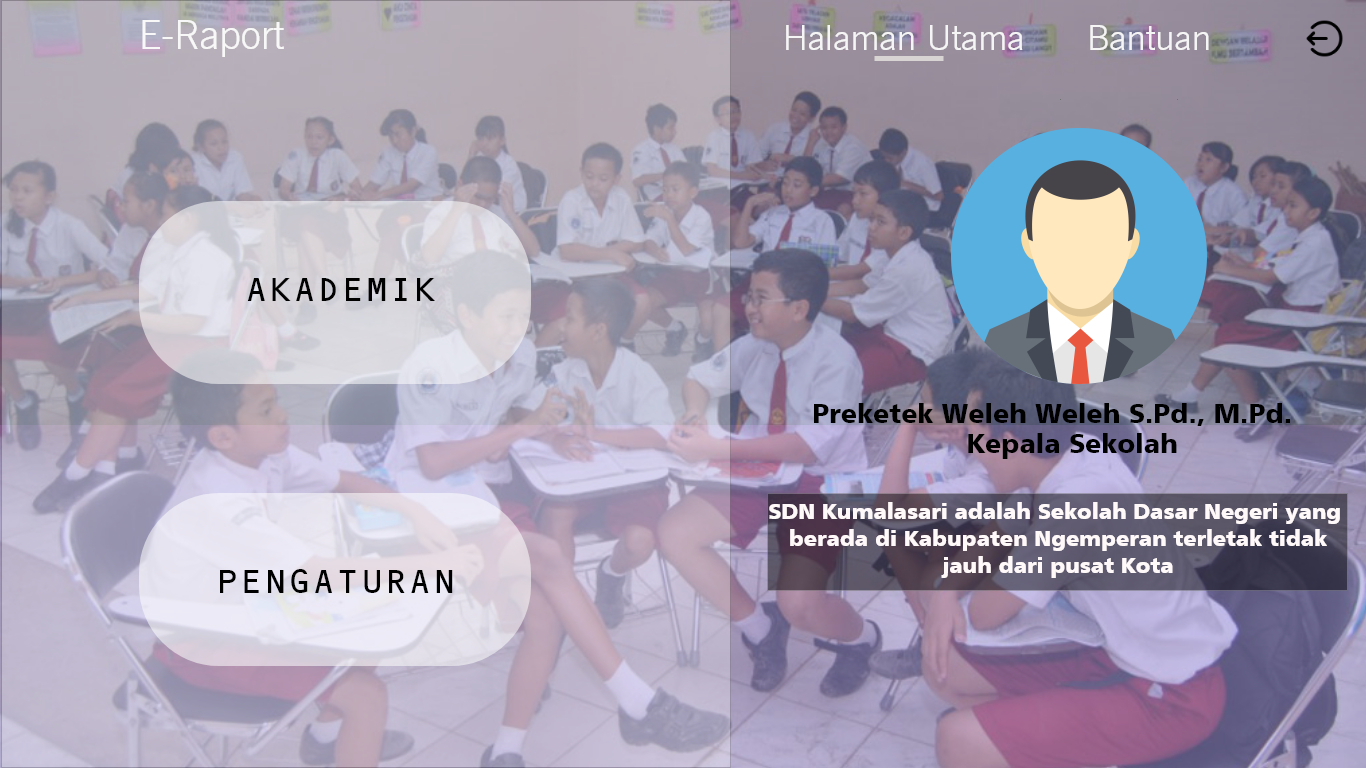 E-Raport
Halaman Utama
Bantuan
AKADEMIK
PENGATURAN
Preketek Weleh Weleh S.Pd., M.Pd.
Kepala Sekolah
SDN Kumalasari adalah Sekolah Dasar Negeri yang
berada di Kabupaten Ngemperan terletak tidak
jauh dari pusat Kota